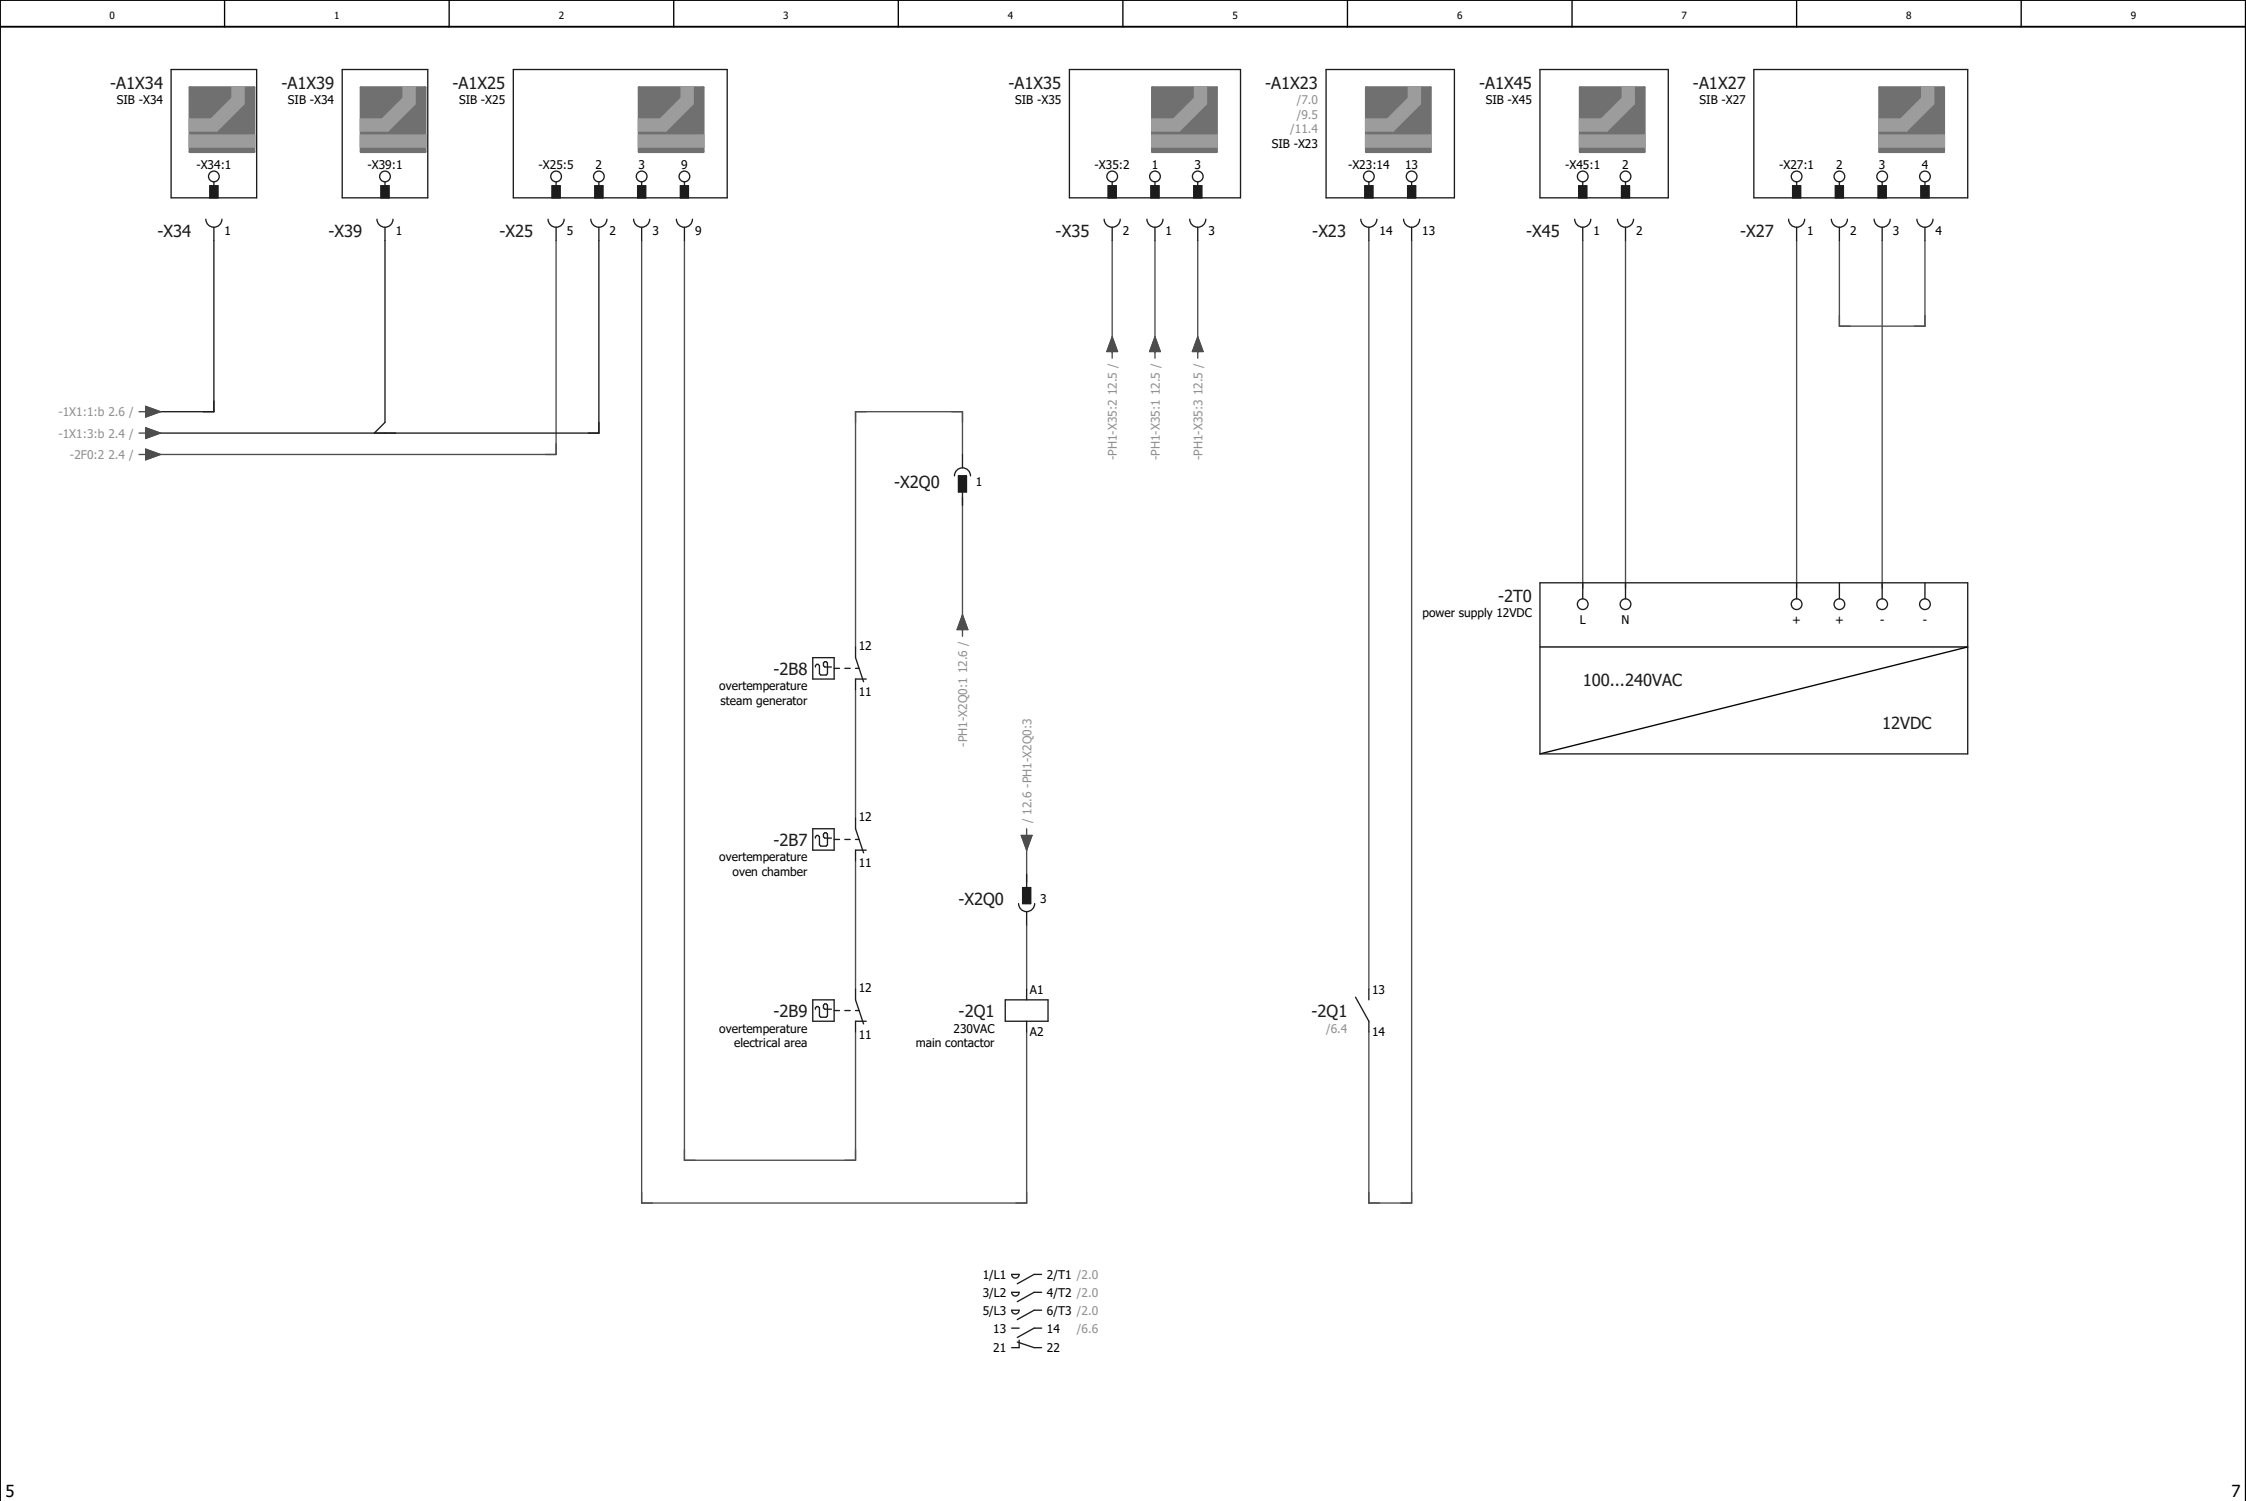 0 1 2 3 4 5 6 7 8 9
-A1X34
SIB -X34
-X34:1
-X34 1
-A1X39
SIB -X34
-X39:1
-X39 1
-A1X25
SIB -X25
-X25:5 2 3 9
-X25 5 2 3 9
-A1X35
SIB -X35
-X35:2 1 3
-X35 2 1 3
-A1X23
/7.0
/9.5
/11.4
SIB -X23
-X23:14 13
-X23 14 13
-A1X45
SIB -X45
-X45:1 2
-X45 1 2
-A1X27
SIB -X27
-X27:1 2 3 4
-X27 1 2 3 4
-1X1:1:b 2.6 /
-1X1:3:b 2.4 /
-2F0:2 2.4 /
-PH1-X35:2 12.5 /
-PH1-X35:1 12.5 /
-PH1-X35:3 12.5 /
-X2Q0 1
-PH1-X2Q0:1 12.6 /
/ 12.6 -PH1-X2Q0:3
-2T0
power supply 12VDC
L N + + - -
100...240VAC
12VDC
12
-2B8
overtemperature
steam generator
11
12
-2B7
overtemperature
oven chamber
11
-X2Q0 3
12
-2B9
overtemperature
electrical area
11
A1
-2Q1
230VAC
main contactor
A2
13
-2Q1
/6.4
14
1/L1 2/T1 /2.0
3/L2 4/T2 /2.0
5/L3 6/T3 /2.0
13 14 /6.6
21 22
5
7